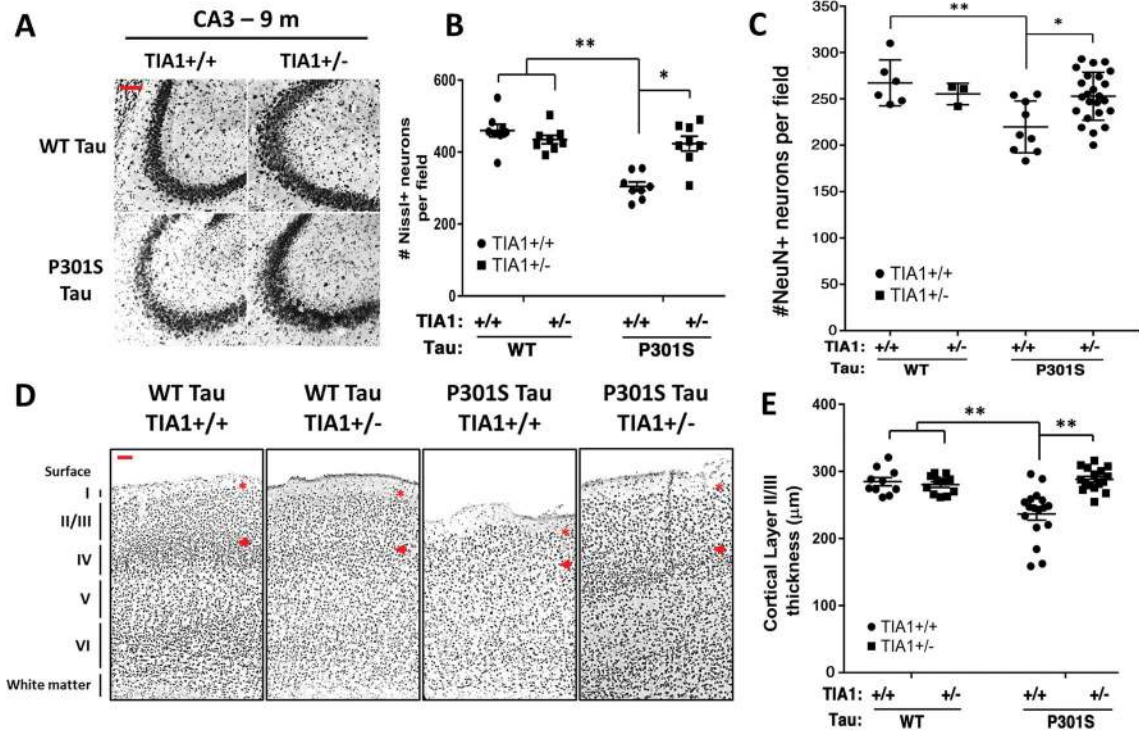 A
CA3 – 9 m
TIA1+/+ TIA1+/-
WT Tau
P301S
Tau
B
**
*
600
400
200
0
# Nissl+ neurons
per field
TIA1+/+
TIA1+/-
TIA1: +/+ +/- +/+ +/-
Tau: WT P301S
C
**
*
350
300
250
200
150
100
50
0
#NeuN+ neurons per field
TIA1+/+
TIA1+/-
TIA1: +/+ +/- +/+ +/-
Tau: WT P301S
D
WT Tau WT Tau P301S Tau P301S Tau
TIA1+/+ TIA1+/- TIA1+/+ TIA1+/-
Surface
I
II/III
IV
V
VI
White matter
* * * *
E
** **
400
300
200
100
0
Cortical Layer II/III
thickness (μm)
TIA1+/+
TIA1+/-
TIA1: +/+ +/- +/+ +/-
Tau: WT P301S